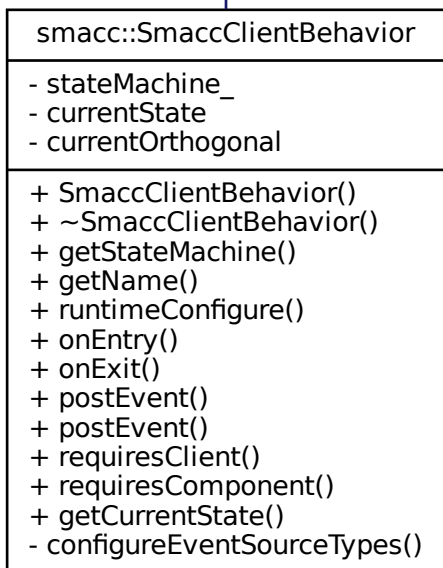 smacc::SmaccClientBehavior
- stateMachine_
- currentState
- currentOrthogonal
+ SmaccClientBehavior()
+ ~SmaccClientBehavior()
+ getStateMachine()
+ getName()
+ runtimeConfigure()
+ onEntry()
+ onExit()
+ postEvent()
+ postEvent()
+ requiresClient()
+ requiresComponent()
+ getCurrentState()
- configureEventSourceTypes()